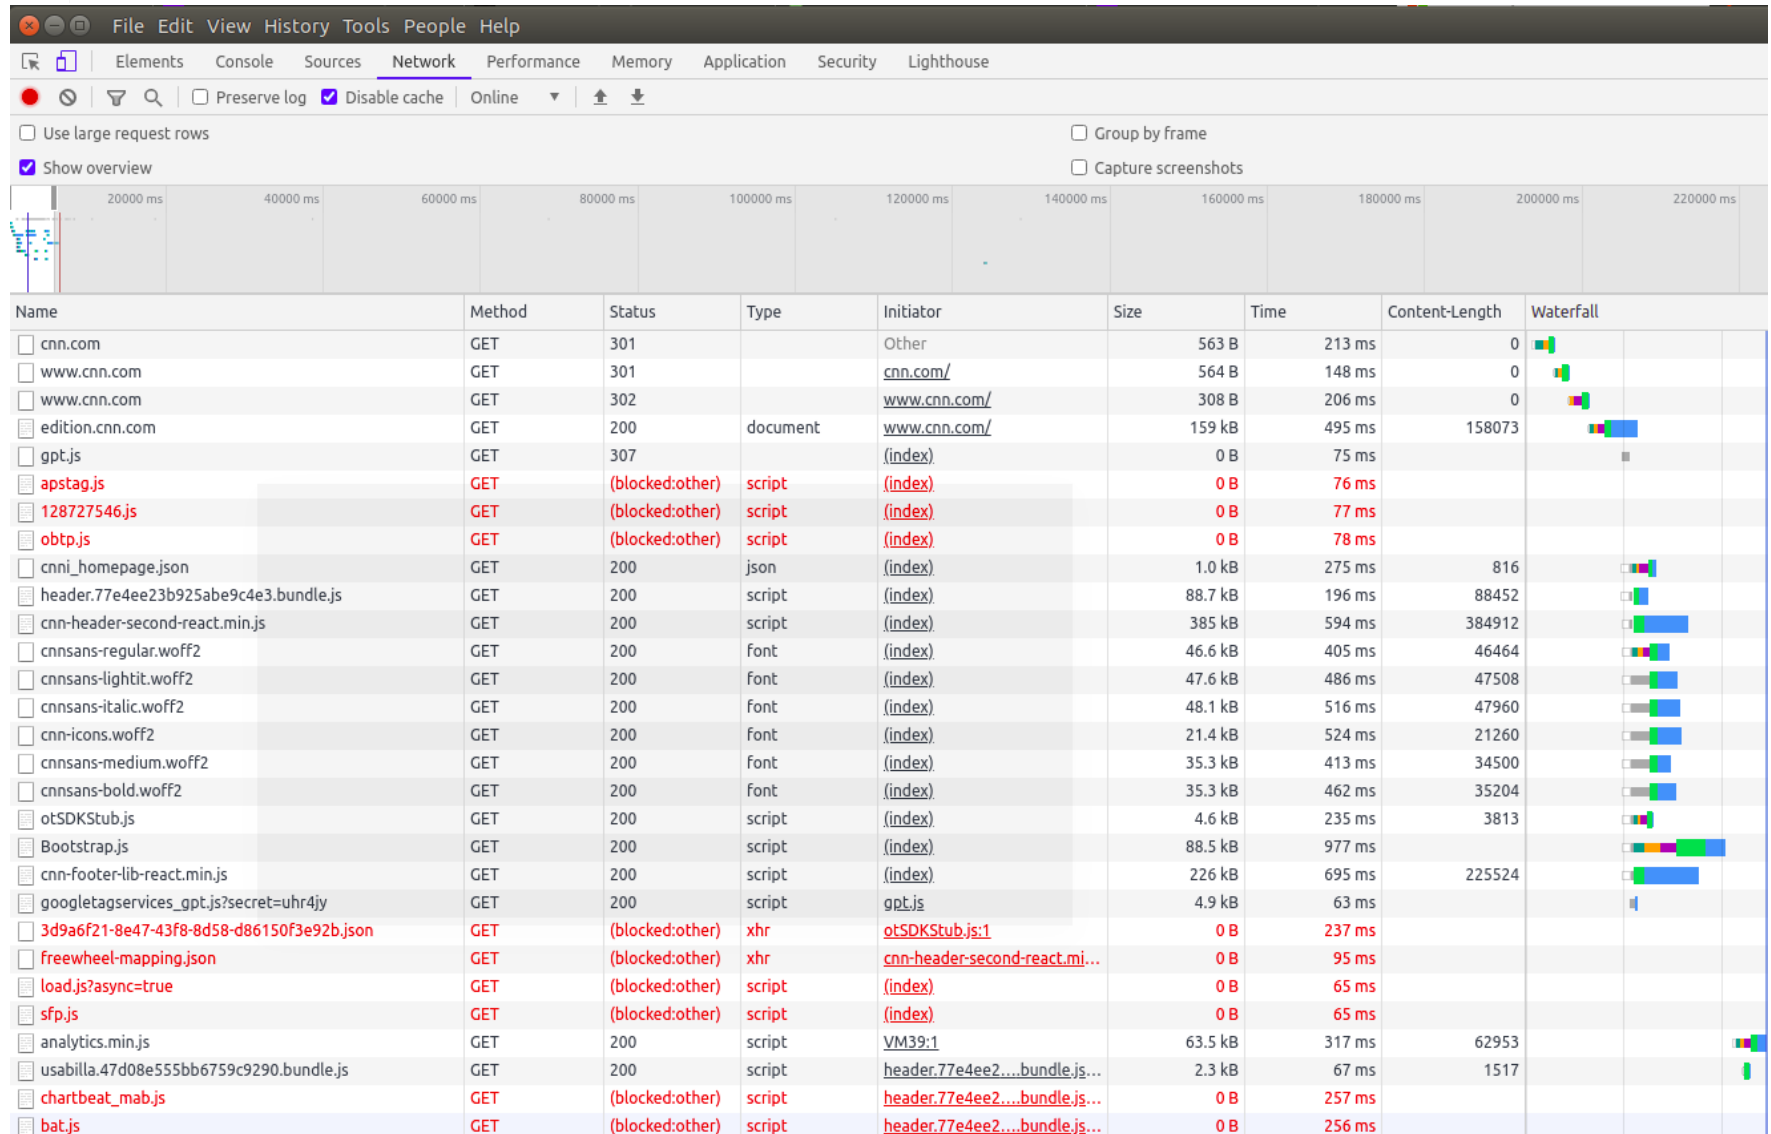 File Edit View History Tools People Help
Elements Console Sources Network Performance Memory Application Security Lighthouse
Preserve log Disable cache Online
Use large request rows Group by frame
Show overview Capture screenshots
20000 ms 40000 ms 60000 ms 80000 ms 100000 ms 120000 ms 140000 ms 160000 ms 180000 ms 200000 ms 220000 ms
Name Method Status Type Initiator Size Time Content-Length Waterfall
cnn.com GET 301 Other 563 B 213 ms 0
www.cnn.com GET 301 cnn.com/ 564 B 148 ms 0
www.cnn.com GET 302 www.cnn.com/ 308 B 206 ms 0
edition.cnn.com GET 200 document www.cnn.com/ 159 kB 495 ms 158073
gpt.js GET 307 (index) 0 B 75 ms
apstag.js GET (blocked:other) script (index) 0 B 76 ms
128727546.js GET (blocked:other) script (index) 0 B 77 ms
obtp.js GET (blocked:other) script (index) 0 B 78 ms
cnni_homepage.json GET 200 json (index) 1.0 kB 275 ms 816
header.77e4ee23b925abe9c4e3.bundle.js GET 200 script (index) 88.7 kB 196 ms 88452
cnn-header-second-react.min.js GET 200 script (index) 385 kB 594 ms 384912
cnnsans-regular.woff2 GET 200 font (index) 46.6 kB 405 ms 46464
cnnsans-lightit.woff2 GET 200 font (index) 47.6 kB 486 ms 47508
cnnsans-italic.woff2 GET 200 font (index) 48.1 kB 516 ms 47960
cnn-icons.woff2 GET 200 font (index) 21.4 kB 524 ms 21260
cnnsans-medium.woff2 GET 200 font (index) 35.3 kB 413 ms 34500
cnnsans-bold.woff2 GET 200 font (index) 35.3 kB 462 ms 35204
otSDKStub.js GET 200 script (index) 4.6 kB 235 ms 3813
Bootstrap.js GET 200 script (index) 88.5 kB 977 ms
cnn-footer-lib-react.min.js GET 200 script (index) 226 kB 695 ms 225524
googletagservices_gpt.js?secret=uhr4jy GET 200 script gpt.js 4.9 kB 63 ms
3d9a6f21-8e47-43f8-8d58-d86150f3e92b.json GET (blocked:other) xhr otSDKStub.js:1 0 B 237 ms
freewheel-mapping.json GET (blocked:other) xhr cnn-header-second-react.mi... 0 B 95 ms
load.js?async=true GET (blocked:other) script (index) 0 B 65 ms
sfp.js GET (blocked:other) script (index) 0 B 65 ms
analytics.min.js GET 200 script VM39:1 63.5 kB 317 ms 62953
usabilla.47d08e555bb6759c9290.bundle.js GET 200 script header.77e4ee2....bundle.js... 2.3 kB 67 ms 1517
chartbeat_mab.js GET (blocked:other) script header.77e4ee2....bundle.js... 0 B 257 ms
bat.js GET (blocked:other) script header.77e4ee2....bundle.js... 0 B 256 ms